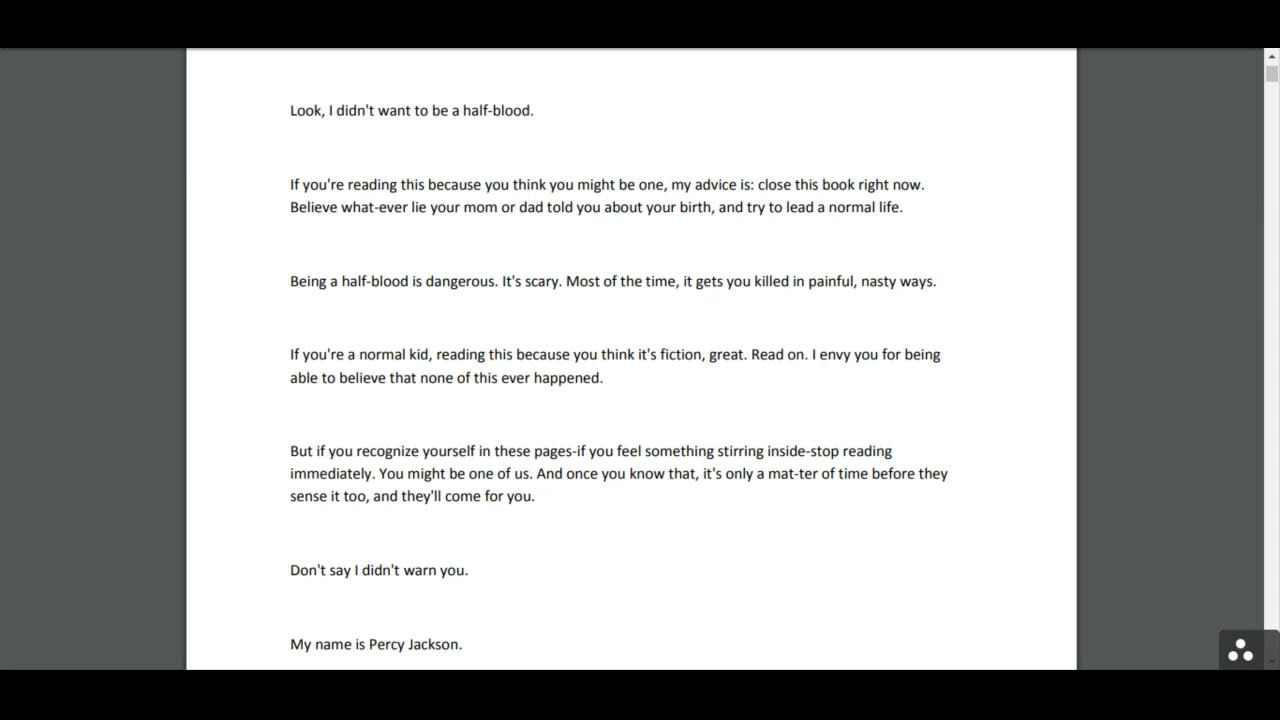 Look, I didn't want to be a half-blood.
If you're reading this because you think you might be one, my advice is: close this book right now.
Believe what-ever lie your mom or dad told you about your birth, and try to lead a normal life.
Being a half-blood is dangerous. It's scary. Most of the time, it gets you killed in painful, nasty ways.
If you're a normal kid, reading this because you think it's fiction, great. Read on. I envy you for being
able to believe that none of this ever happened.
But if you recognize yourself in these pages-if you feel something stirring inside-stop reading
immediately. You might be one of us. And once you know that, it's only a mat-ter of time before they
sense it too, and they'll come for you.
Don't say I didn't warn you.
My name is Percy Jackson.